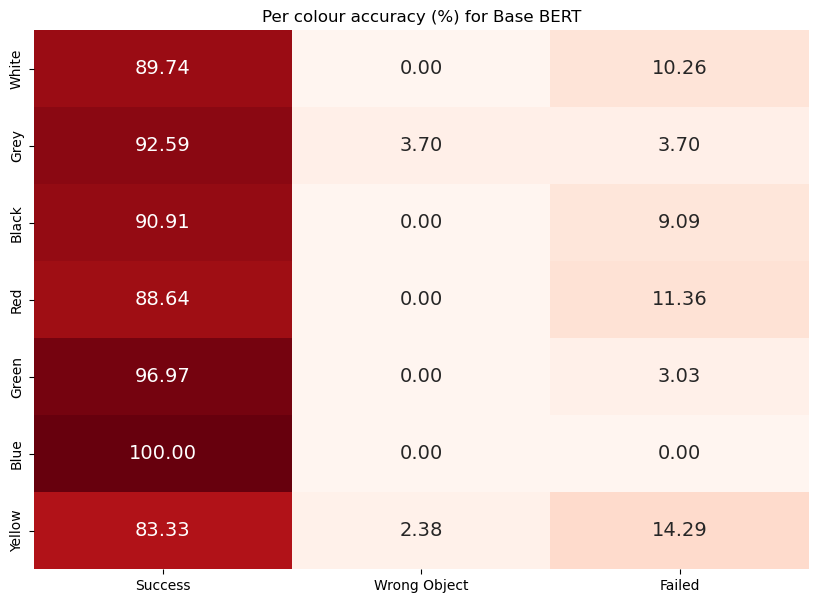 Per colour accuracy (%) for Base BERT
White 89.74 0.00 10.26
Grey 92.59 3.70 3.70
Black 90.91 0.00 9.09
Red 88.64 0.00 11.36
Green 96.97 0.00 3.03
Blue 100.00 0.00 0.00
Yellow 83.33 2.38 14.29
Success Wrong Object Failed